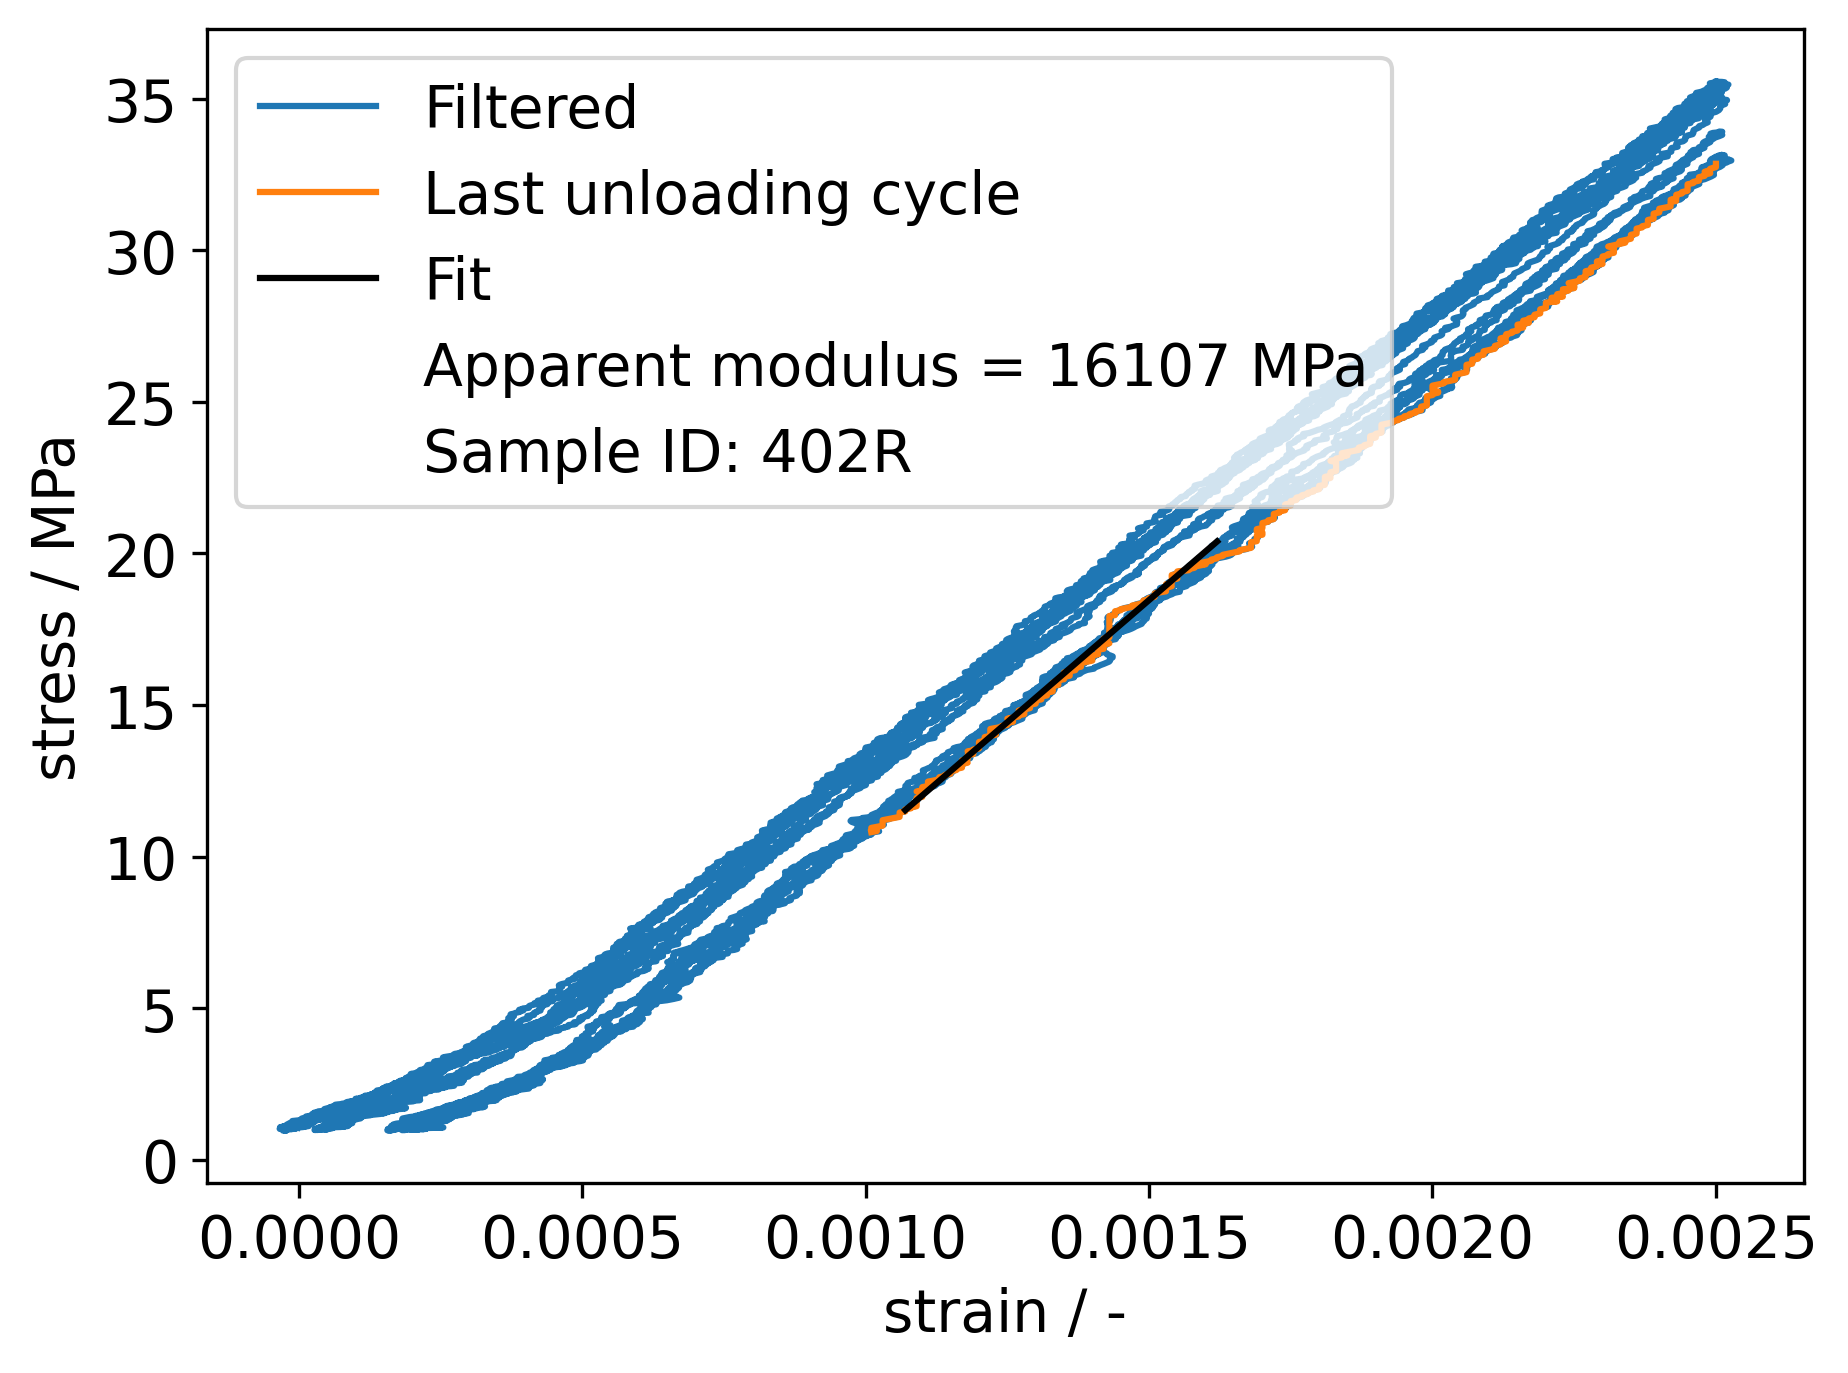 Filtered
Last unloading cycle
Fit
Apparent modulus = 16107 MPa
Sample ID: 402R
35
30
25
20
15
10
5
0
stress / MPa
0.0000 0.0005 0.0010 0.0015 0.0020 0.0025
strain / -